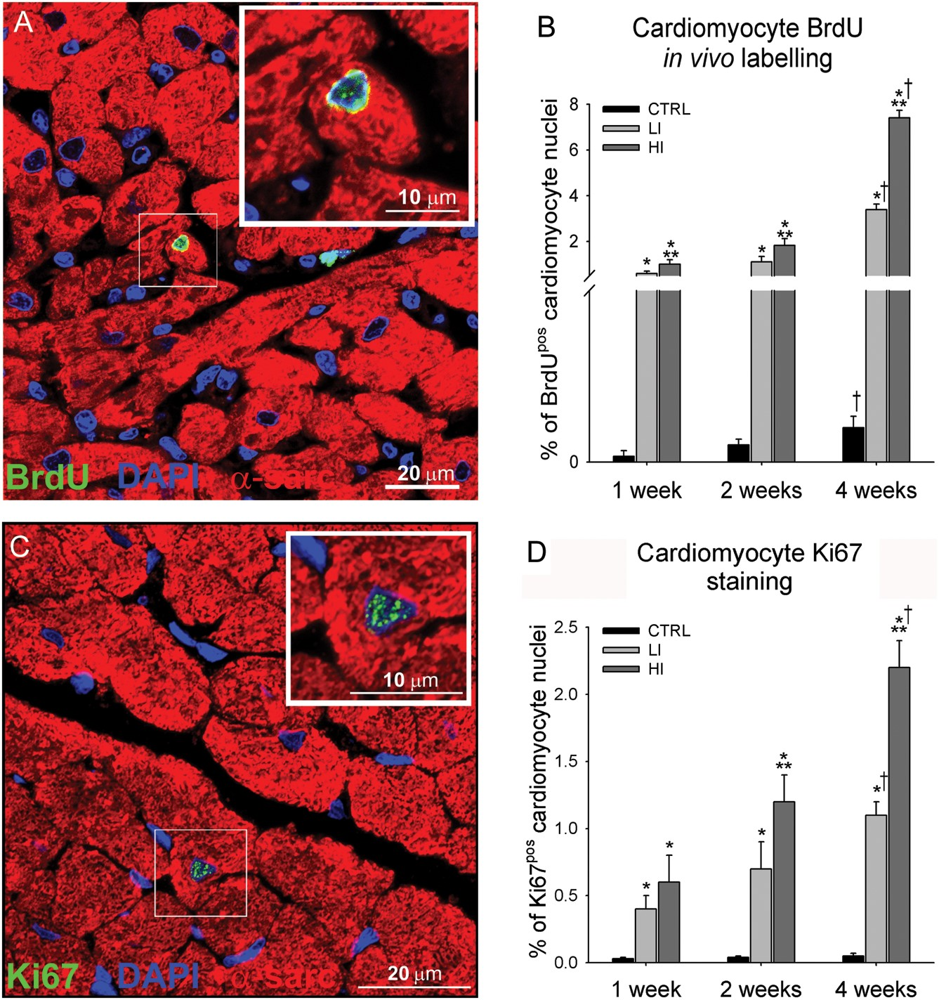 A
10 μm
BrdU DAPI α-sarc
20 μm
B
Cardiomyocyte BrdU
in vivo labelling
% of BrdUpos cardiomyocyte nuclei
8
6
4
2
0
CTRL
LI
HI
*
*
**
*
*
**
†
*†
*
**
†
1 week
2 weeks
4 weeks
C
10 μm
Ki67 DAPI α-sarc
20 μm
D
Cardiomyocyte Ki67
staining
% of Ki67pos cardiomyocyte nuclei
2.5
2.0
1.5
1.0
0.5
0.0
CTRL
LI
HI
*
*
*
*
**
*†
*
**
†
1 week
2 weeks
4 weeks